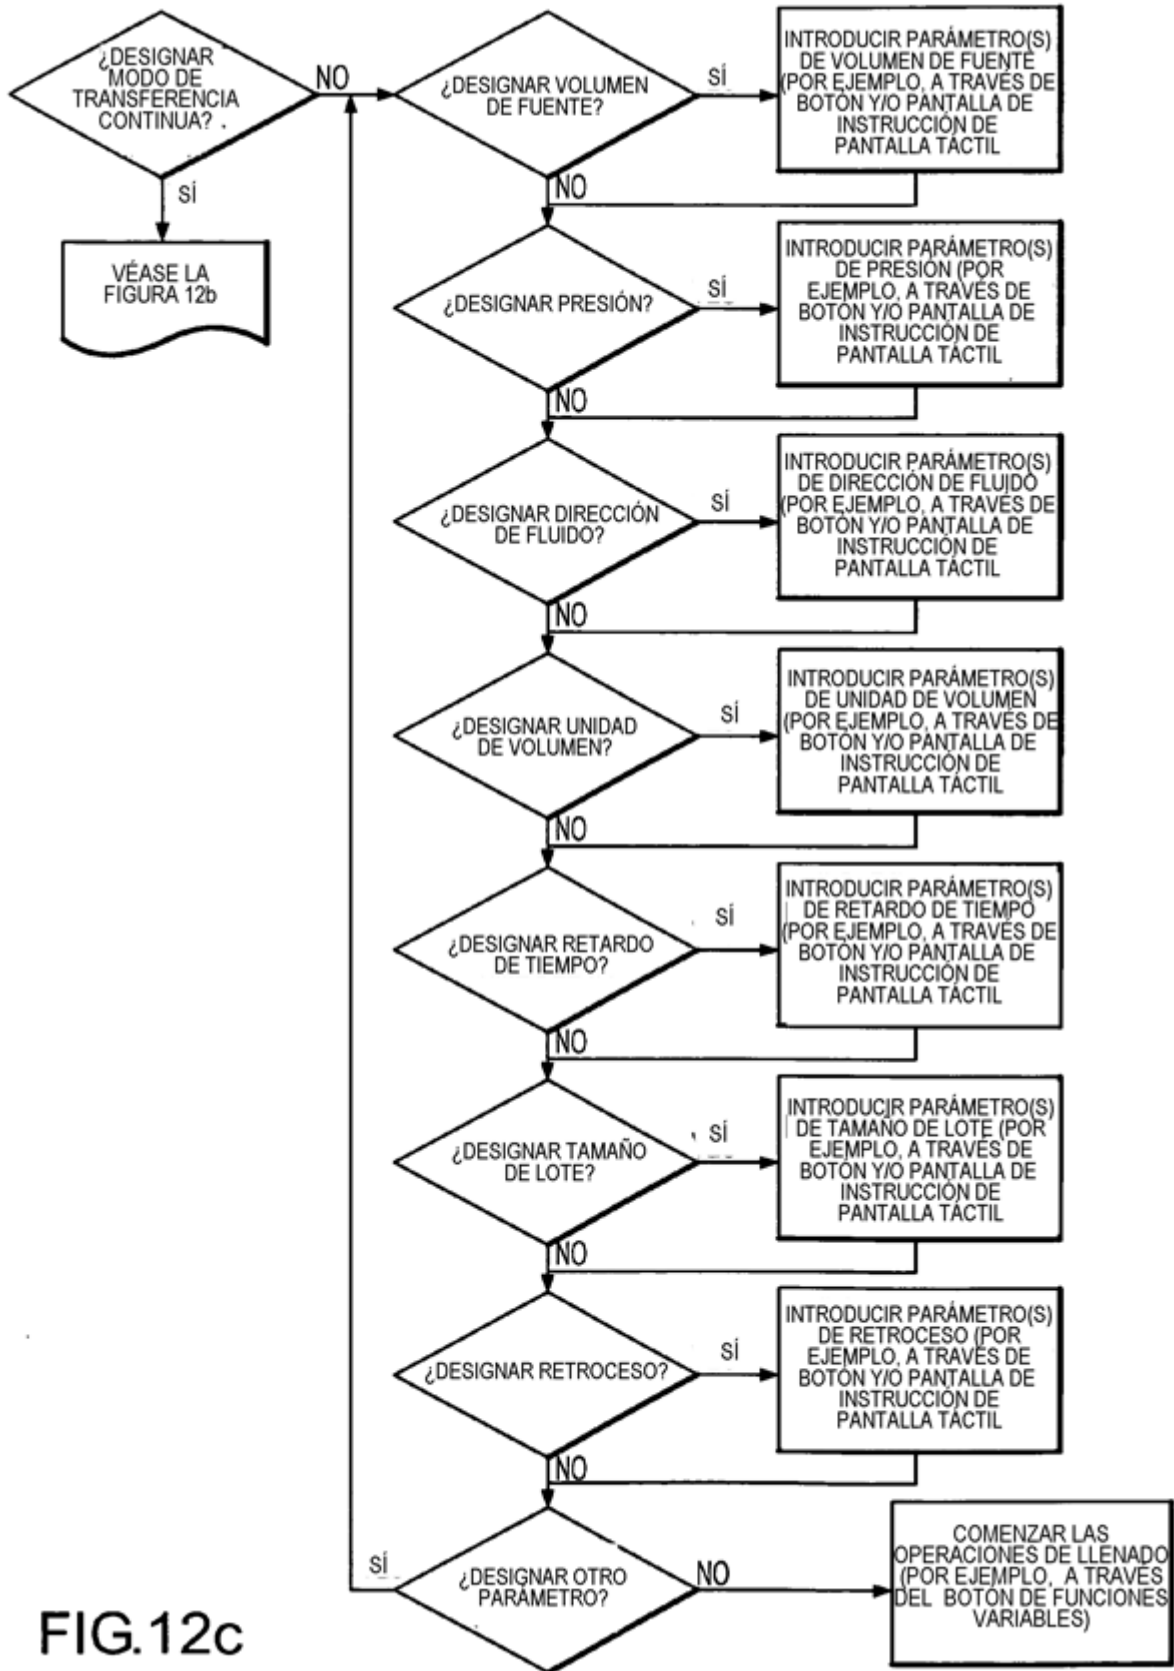 ¿DESIGNAR
MODO DE
TRANSFERENCIA
CONTINUA?
NO
SÍ
VÉASE LA
FIGURA 12b
¿DESIGNAR VOLUMEN
DE FUENTE?
SÍ
INTRODUCIR PARÁMETRO(S)
DE VOLUMEN DE FUENTE
(POR EJEMPLO, A TRAVÉS DE
BOTÓN Y/O PANTALLA DE
INSTRUCCIÓN DE
PANTALLA TÁCTIL
NO
¿DESIGNAR PRESIÓN?
SÍ
INTRODUCIR PARÁMETRO(S)
DE PRESIÓN (POR
EJEMPLO, A TRAVÉS DE
BOTÓN Y/O PANTALLA DE
INSTRUCCIÓN DE
PANTALLA TÁCTIL
NO
¿DESIGNAR DIRECCIÓN
DE FLUIDO?
SÍ
INTRODUCIR PARÁMETRO(S)
DE DIRECCIÓN DE FLUIDO
(POR EJEMPLO, A TRAVÉS DE
BOTÓN Y/O PANTALLA DE
INSTRUCCIÓN DE
PANTALLA TÁCTIL
NO
¿DESIGNAR UNIDAD
DE VOLUMEN?
SÍ
INTRODUCIR PARÁMETRO(S)
DE UNIDAD DE VOLUMEN
(POR EJEMPLO, A TRAVÉS DE
BOTÓN Y/O PANTALLA DE
INSTRUCCIÓN DE
PANTALLA TÁCTIL
NO
¿DESIGNAR RETARDO
DE TIEMPO?
SÍ
INTRODUCIR PARÁMETRO(S)
DE RETARDO DE TIEMPO
(POR EJEMPLO, A TRAVÉS DE
BOTÓN Y/O PANTALLA DE
INSTRUCCIÓN DE
PANTALLA TÁCTIL
NO
¿DESIGNAR TAMAÑO
DE LOTE?
SÍ
INTRODUCIR PARÁMETRO(S)
DE TAMAÑO DE LOTE (POR
EJEMPLO, A TRAVÉS DE
BOTÓN Y/O PANTALLA DE
INSTRUCCIÓN DE
PANTALLA TÁCTIL
NO
¿DESIGNAR RETROCESO?
SÍ
INTRODUCIR PARÁMETRO(S)
DE RETROCESO (POR
EJEMPLO, A TRAVÉS DE
BOTÓN Y/O PANTALLA DE
INSTRUCCIÓN DE
PANTALLA TÁCTIL
NO
SÍ
¿DESIGNAR OTRO
PARÁMETRO?
NO
COMENZAR LAS
OPERACIONES DE LLENADO
(POR EJEMPLO, A TRAVÉS
DEL BOTÓN DE FUNCIONES
VARIABLES)
FIG.12c